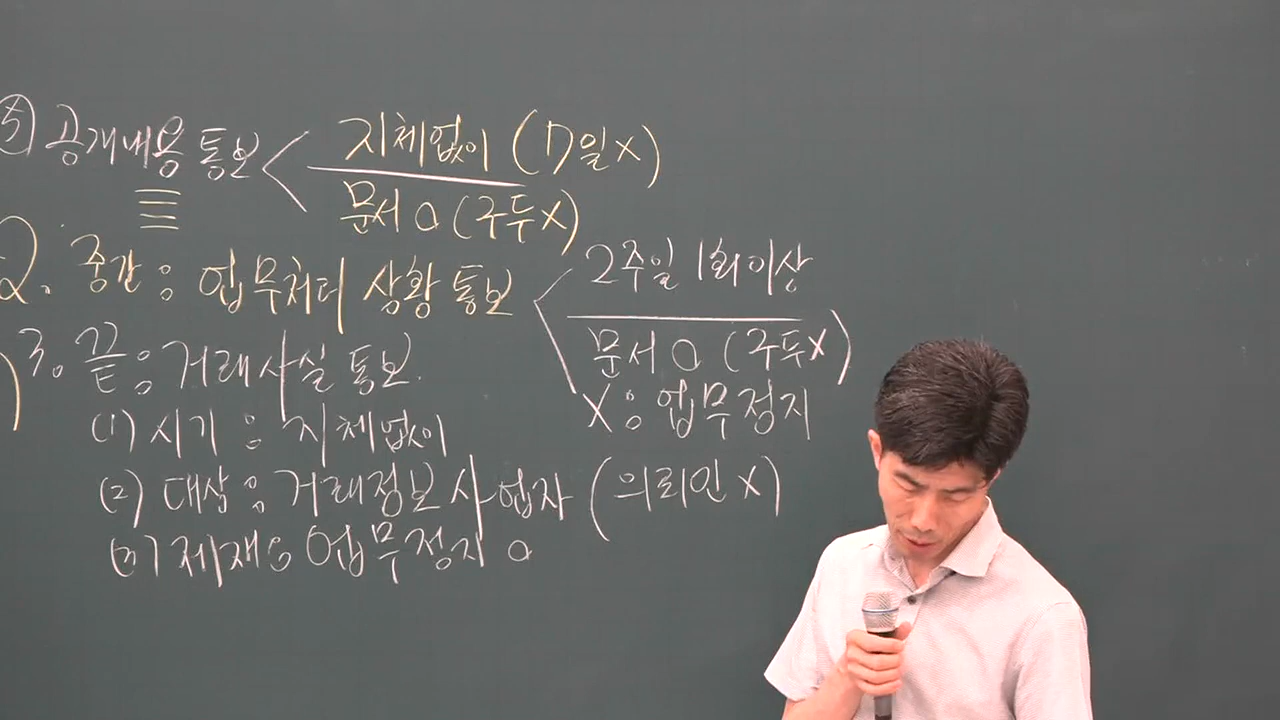 ⑤ 공개내용 통보 < 지체없이 (7일 X)
문서 O (구두 X)
2. 중간 : 업무처리 상황 통보 < 2주일 1회 이상
문서 O (구두 X)
X : 업무정지
3. 끝 : 거래사실 통보.
(1) 시기 : 지체없이
(2) 대상 : 거래정보사업자 (의뢰인 X)
(3) 제재 : 업무정지 O